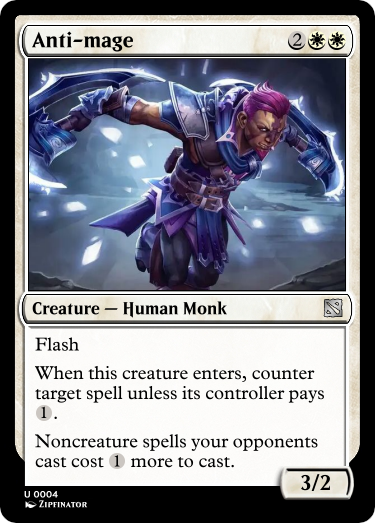 Anti-mage 2
Creature — Human Monk
Flash
When this creature enters, counter
target spell unless its controller pays
1.
Noncreature spells your opponents
cast cost 1 more to cast.
3/2
U 0004
Zipfinator